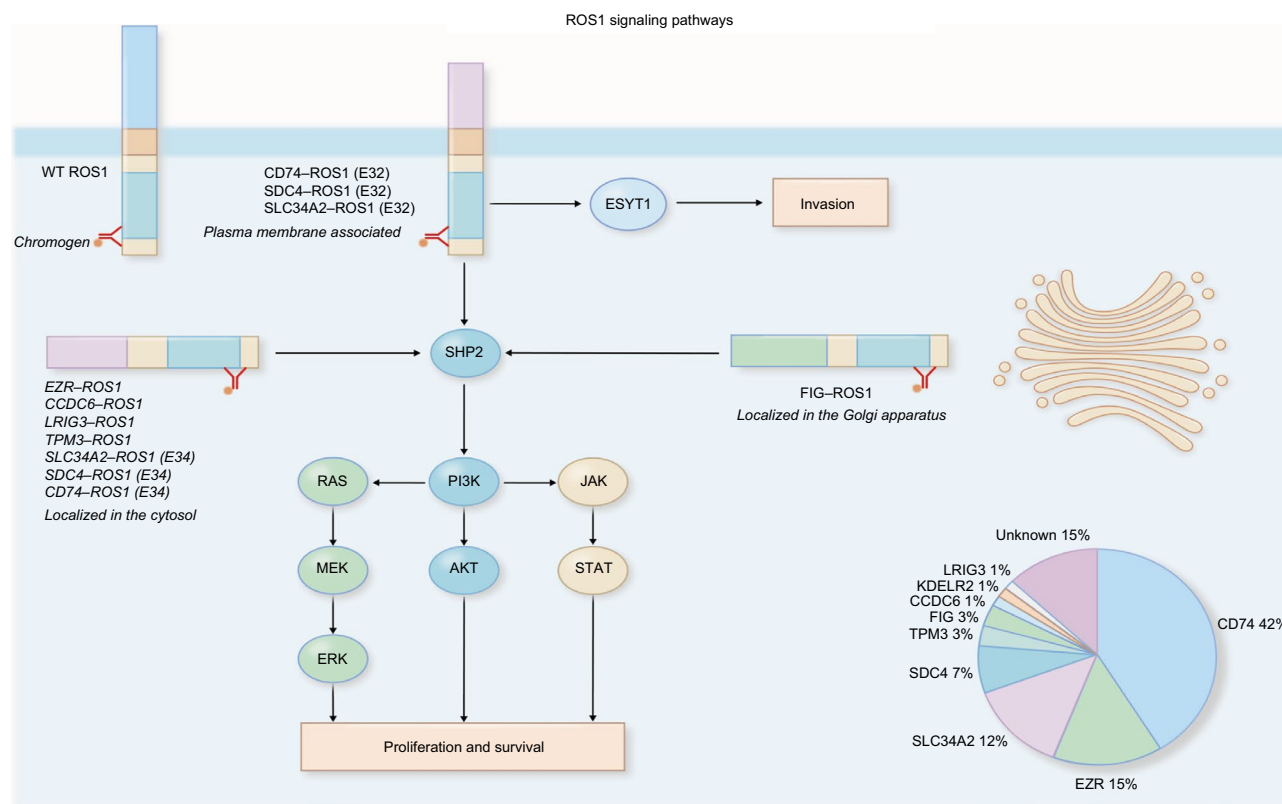 ROS1 signaling pathways
WT ROS1
Chromogen
CD74–ROS1 (E32)
SDC4–ROS1 (E32)
SLC34A2–ROS1 (E32)
Plasma membrane associated
ESYT1
Invasion
SHP2
EZR–ROS1
CCDC6–ROS1
LRIG3–ROS1
TPM3–ROS1
SLC34A2–ROS1 (E34)
SDC4–ROS1 (E34)
CD74–ROS1 (E34)
Localized in the cytosol
FIG–ROS1
Localized in the Golgi apparatus
RAS
PI3K
JAK
MEK
AKT
STAT
ERK
Proliferation and survival
Unknown 15%
LRIG3 1%
KDELR2 1%
CCDC6 1%
FIG 3%
TPM3 3%
SDC4 7%
SLC34A2 12%
EZR 15%
CD74 42%